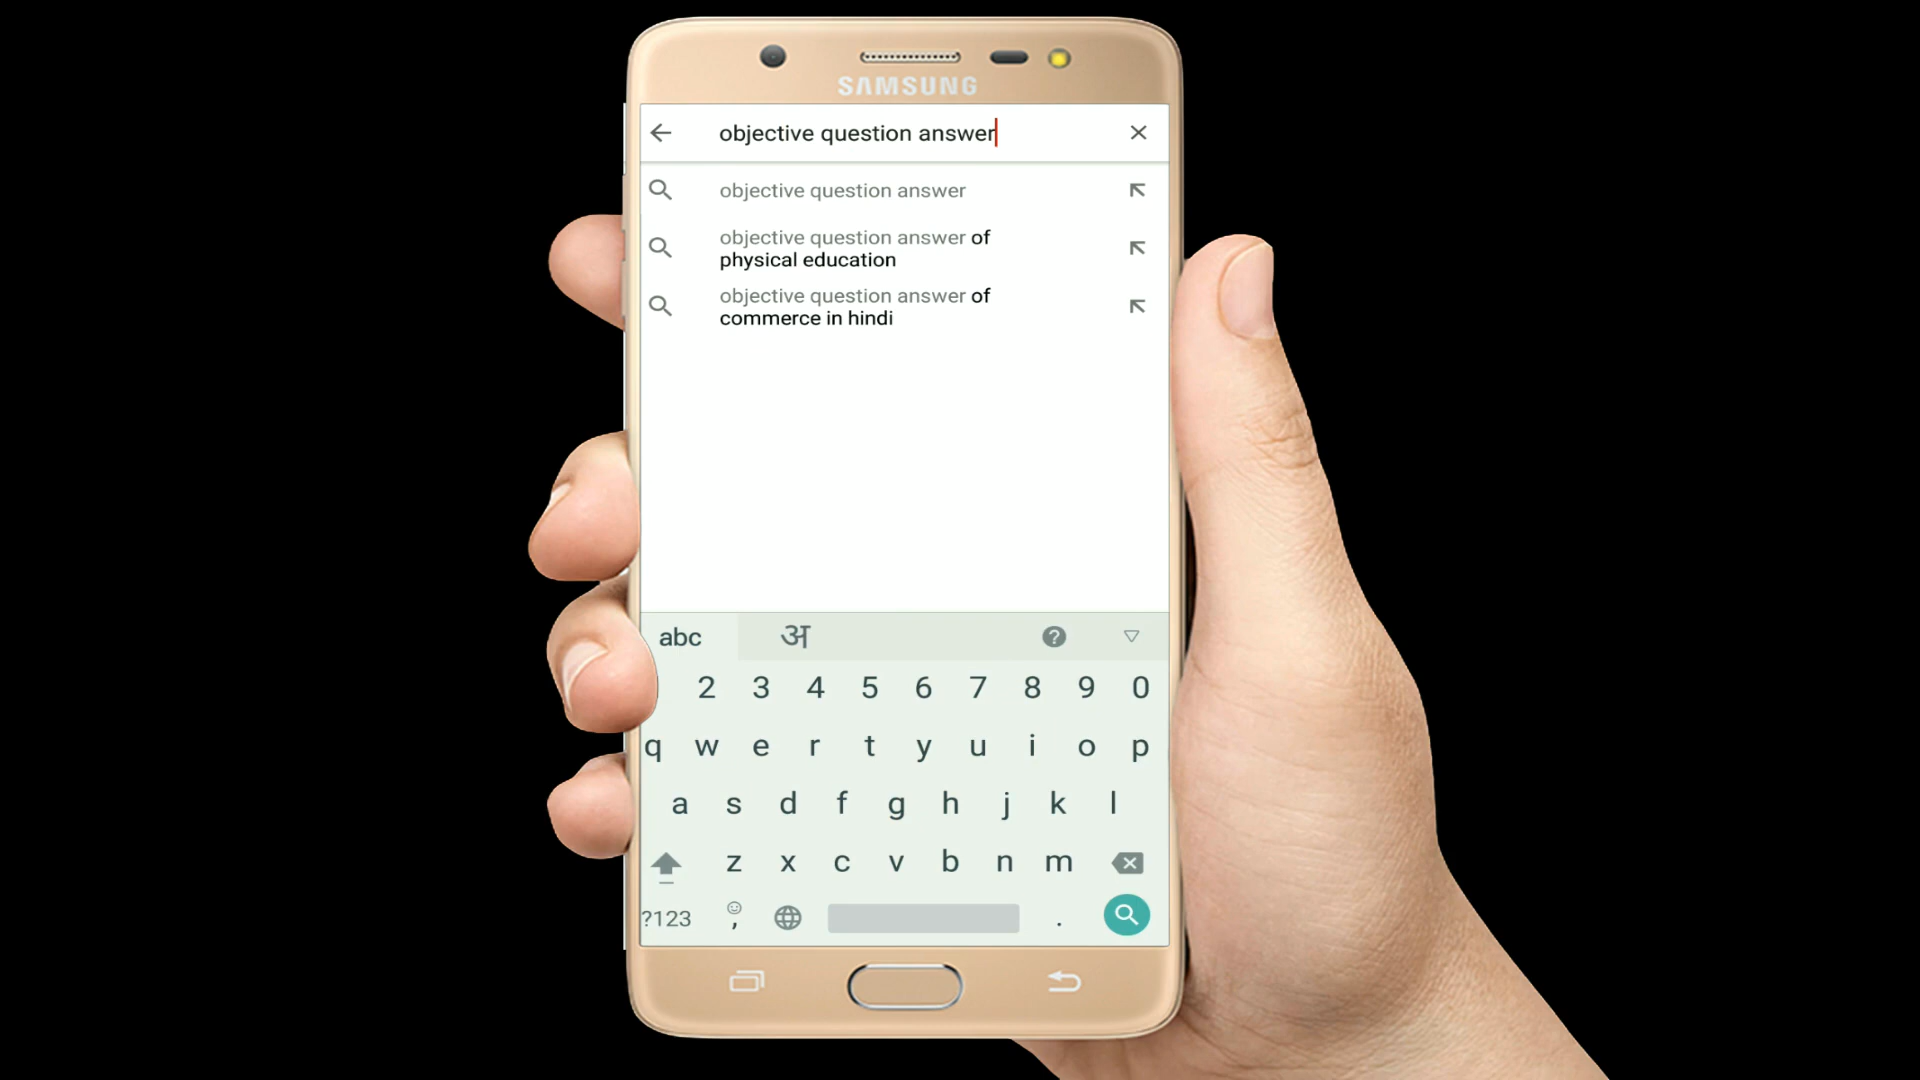 SAMSUNG
objective question answer
objective question answer
objective question answer of
physical education
objective question answer of
commerce in hindi
abc अ
2 3 4 5 6 7 8 9 0
q w e r t y u i o p
a s d f g h j k l
z x c v b n m
?123 , .